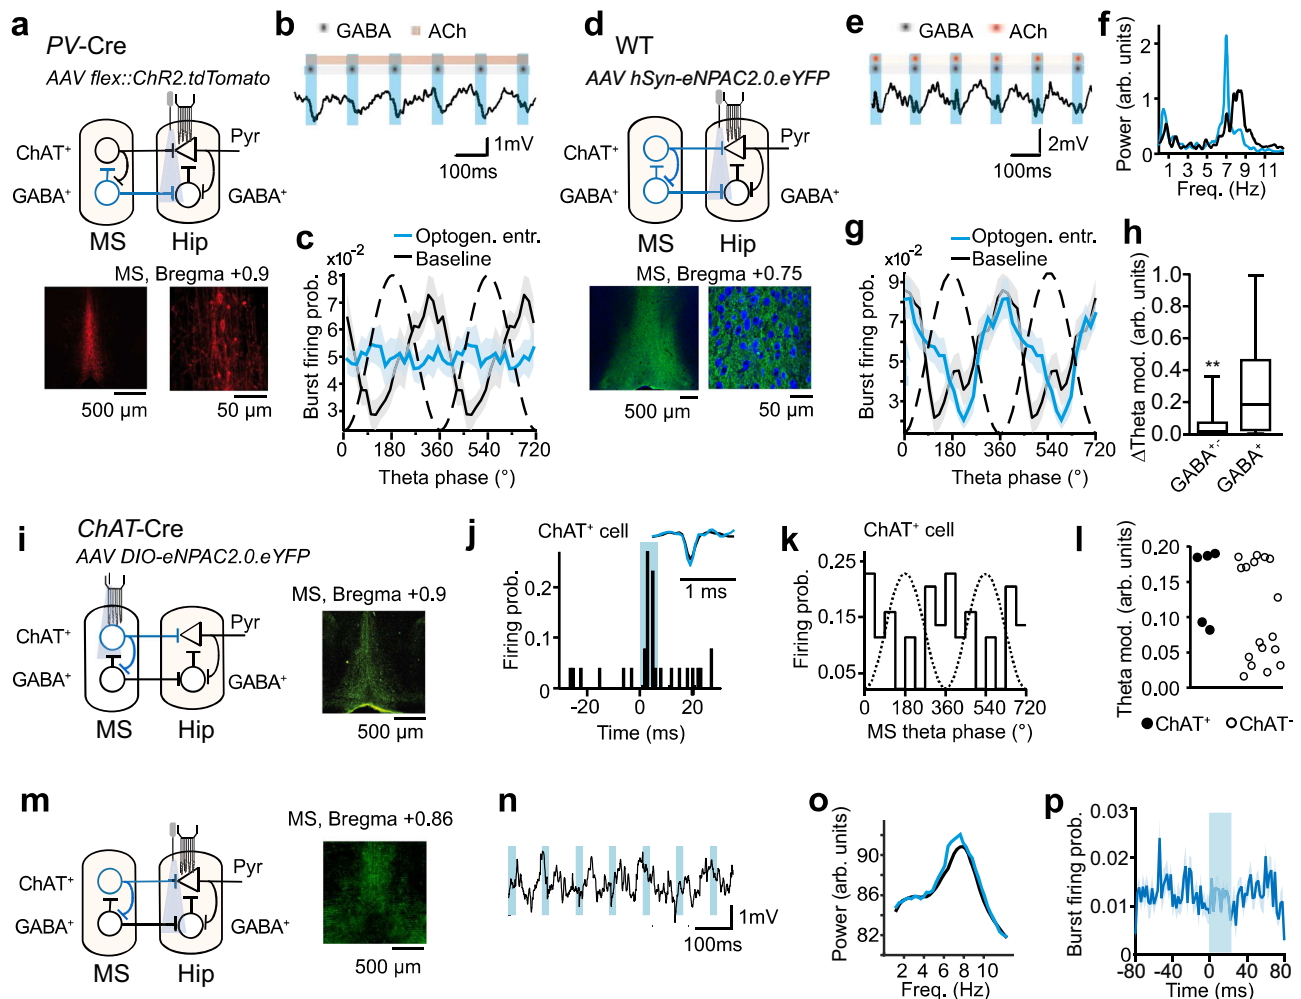 a
PV-Cre
AAV flex::ChR2.tdTomato
ChAT⁺
GABA⁺
Pyr
GABA⁺
MS
Hip
MS, Bregma +0.9
500 µm
50 µm
b
GABA
ACh
1mV
100ms
c
Optogen. entr.
Baseline
x10⁻²
Burst firing prob.
8
7
6
5
4
3
0
180
360
540
720
Theta phase (°)
d
WT
AAV hSyn-eNPAC2.0.eYFP
ChAT⁺
GABA⁺
Pyr
GABA⁺
MS
Hip
MS, Bregma +0.75
500 µm
50 µm
e
GABA
ACh
2mV
100ms
f
Power (arb. units)
2
1
0
1 3 5 7 9 11
Freq. (Hz)
g
Optogen. entr.
Baseline
x10⁻²
Burst firing prob.
8
7
6
5
4
3
0
180
360
540
720
Theta phase (°)
h
ΔTheta mod. (arb. units)
1.0
0.8
0.6
0.4
0.2
0.0
**
GABA⁺
i
ChAT-Cre
AAV DIO-eNPAC2.0.eYFP
ChAT⁺
GABA⁺
Pyr
GABA⁺
MS
Hip
MS, Bregma +0.9
500 µm
j
ChAT⁺ cell
Firing prob.
0.2
0.1
0
-20
0
20
Time (ms)
1 ms
k
ChAT⁺ cell
Firing prob.
0.25
0.15
0.05
0
180
360
540
720
MS theta phase (°)
l
Theta mod. (arb. units)
0.20
0.15
0.10
0.05
0.00
ChAT⁺
ChAT⁻
m
ChAT⁺
GABA⁺
Pyr
GABA⁺
MS
Hip
MS, Bregma +0.86
500 µm
n
1mV
100ms
o
Power (arb. units)
90
86
82
2 4 6 8 10
Freq. (Hz)
p
Burst firing prob.
0.03
0.02
0.01
0
-80
-40
0
40
80
Time (ms)